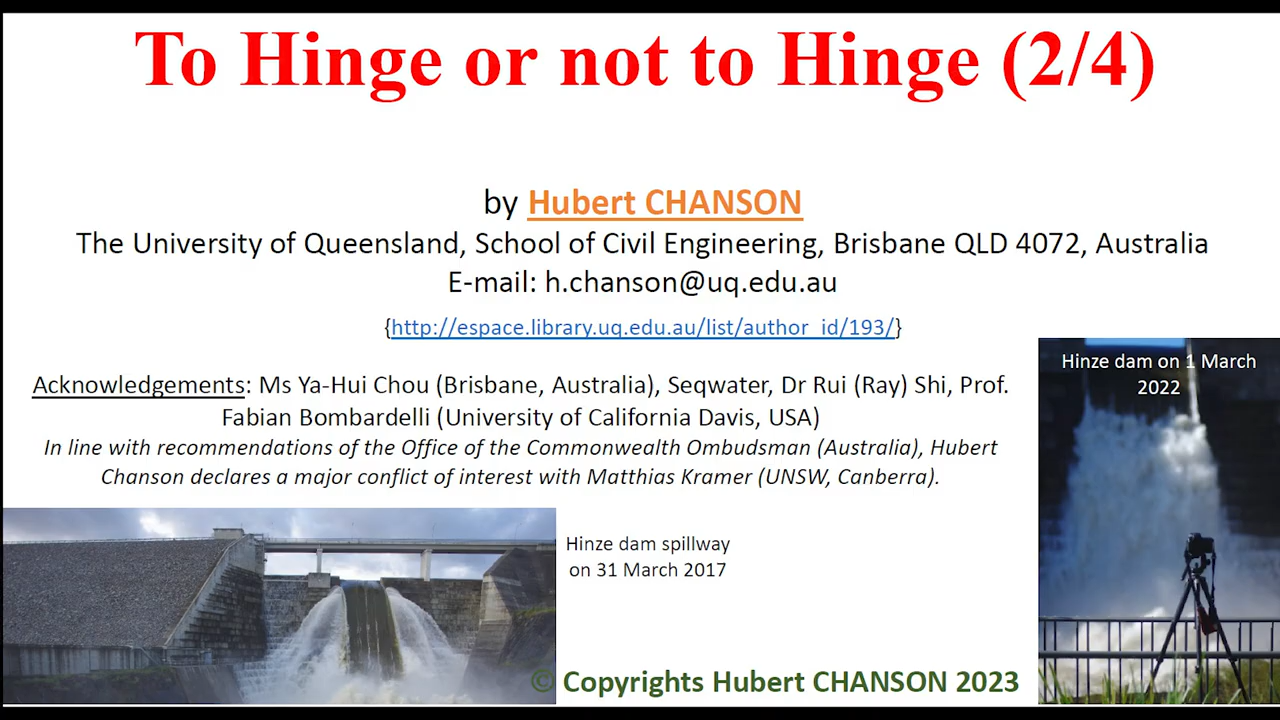 To Hinge or not to Hinge (2/4)
by Hubert CHANSON
The University of Queensland, School of Civil Engineering, Brisbane QLD 4072, Australia
E-mail: h.chanson@uq.edu.au
{http://espace.library.uq.edu.au/list/author_id/193/}
Acknowledgements: Ms Ya-Hui Chou (Brisbane, Australia), Seqwater, Dr Rui (Ray) Shi, Prof.
Fabian Bombardelli (University of California Davis, USA)
In line with recommendations of the Office of the Commonwealth Ombudsman (Australia), Hubert
Chanson declares a major conflict of interest with Matthias Kramer (UNSW, Canberra).
Hinze dam on 1 March
2022
Hinze dam spillway
on 31 March 2017
© Copyrights Hubert CHANSON 2023